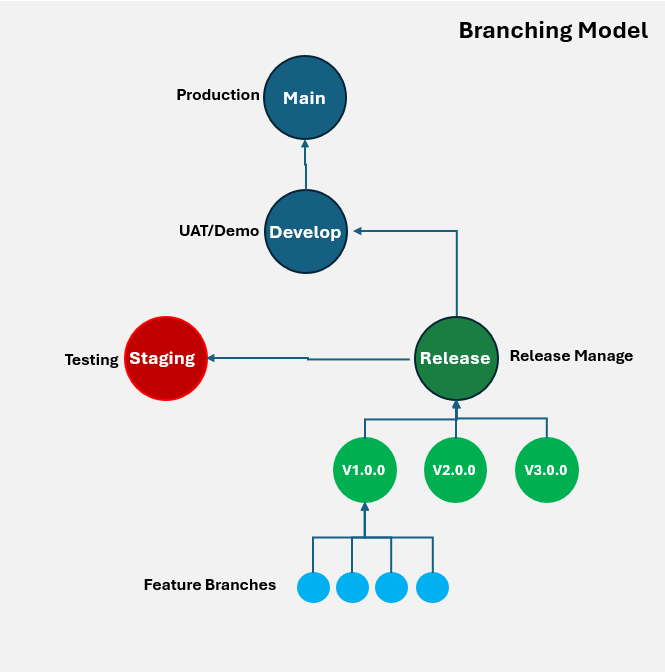 Branching Model
Production
Main
UAT/Demo
Develop
Testing
Staging
Release
Release Manage
V1.0.0
V2.0.0
V3.0.0
Feature Branches